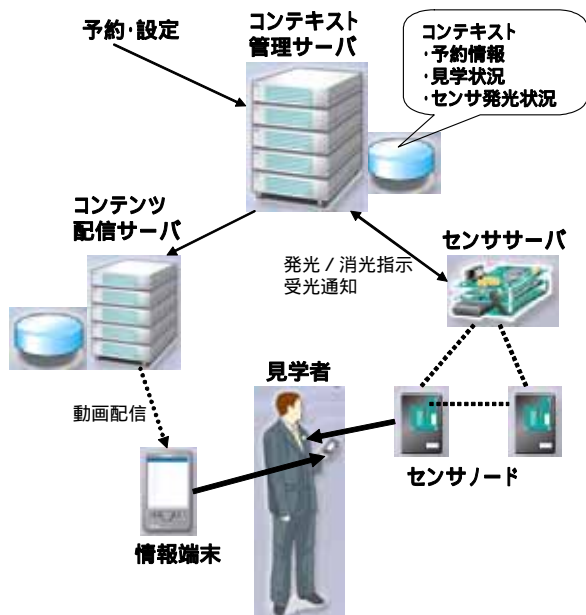 予約・設定
コンテキスト
管理サーバ
コンテキスト
・予約情報
・見学状況
・センサ発光状況
コンテンツ
配信サーバ
発光 / 消光指示
受光通知
センササーバ
動画配信
見学者
センサノード
情報端末